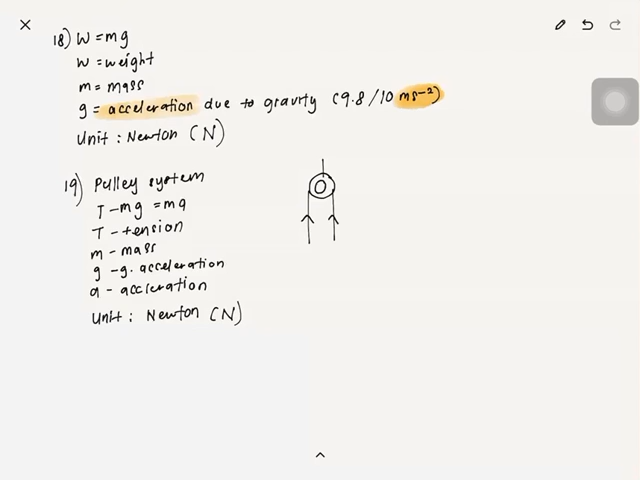 18) W = mg
W = weight
m = mass
g = acceleration due to gravity (9.8/10 ms⁻²)
Unit : Newton (N)
19) Pulley system
T - mg = ma
T - tension
m - mass
g - g. acceleration
a - acceleration
Unit : Newton (N)